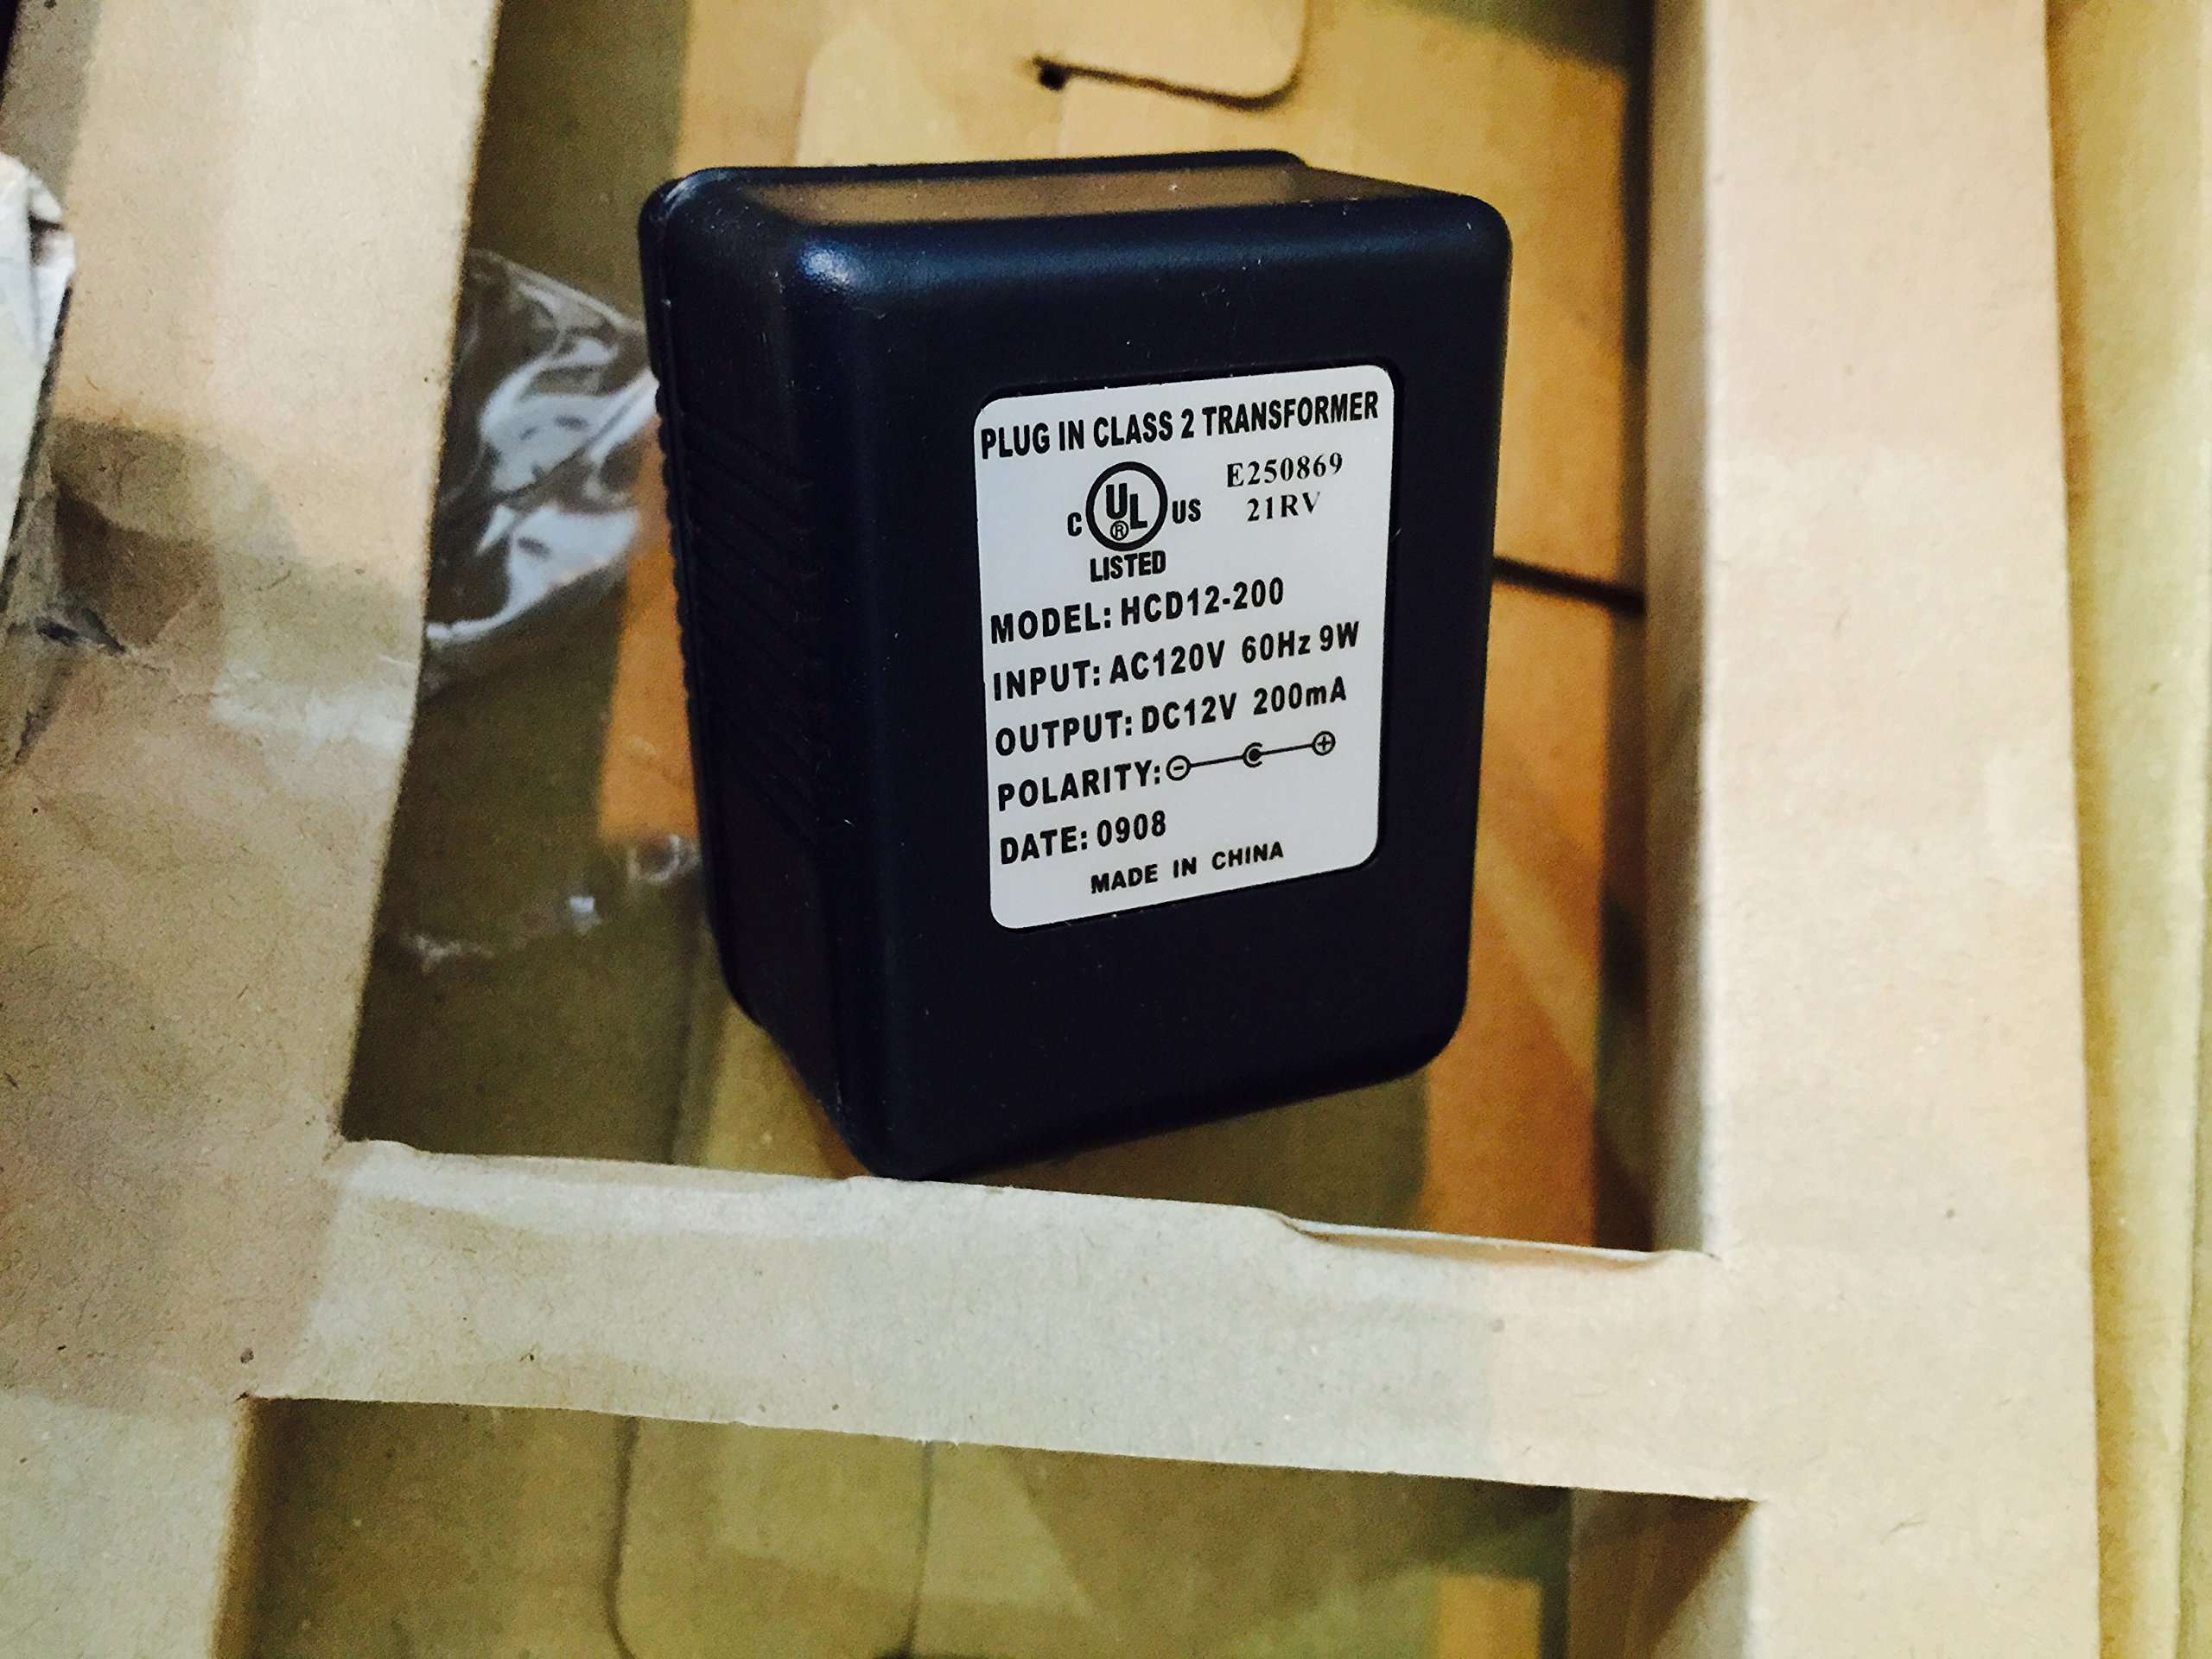 PLUG IN CLASS 2 TRANSFORMER
E250869
C UL® US 21RV
LISTED
MODEL: HCD12-200
INPUT: AC120V 60Hz 9W
OUTPUT: DC12V 200mA
POLARITY:
DATE: 0908
MADE IN CHINA